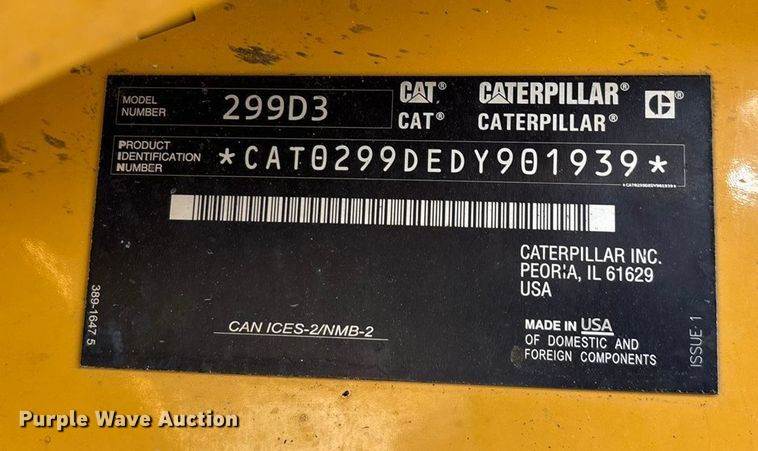 MODEL NUMBER 299D3
CAT® CATERPILLAR®
CAT® CATERPILLAR®
PRODUCT IDENTIFICATION NUMBER *CAT0299DEDY901939*
CATERPILLAR INC.
PEORIA, IL 61629
USA
CAN ICES-2/NMB-2
MADE IN USA
OF DOMESTIC AND
FOREIGN COMPONENTS
389-1647 5
ISSUE 1
Purple Wave Auction